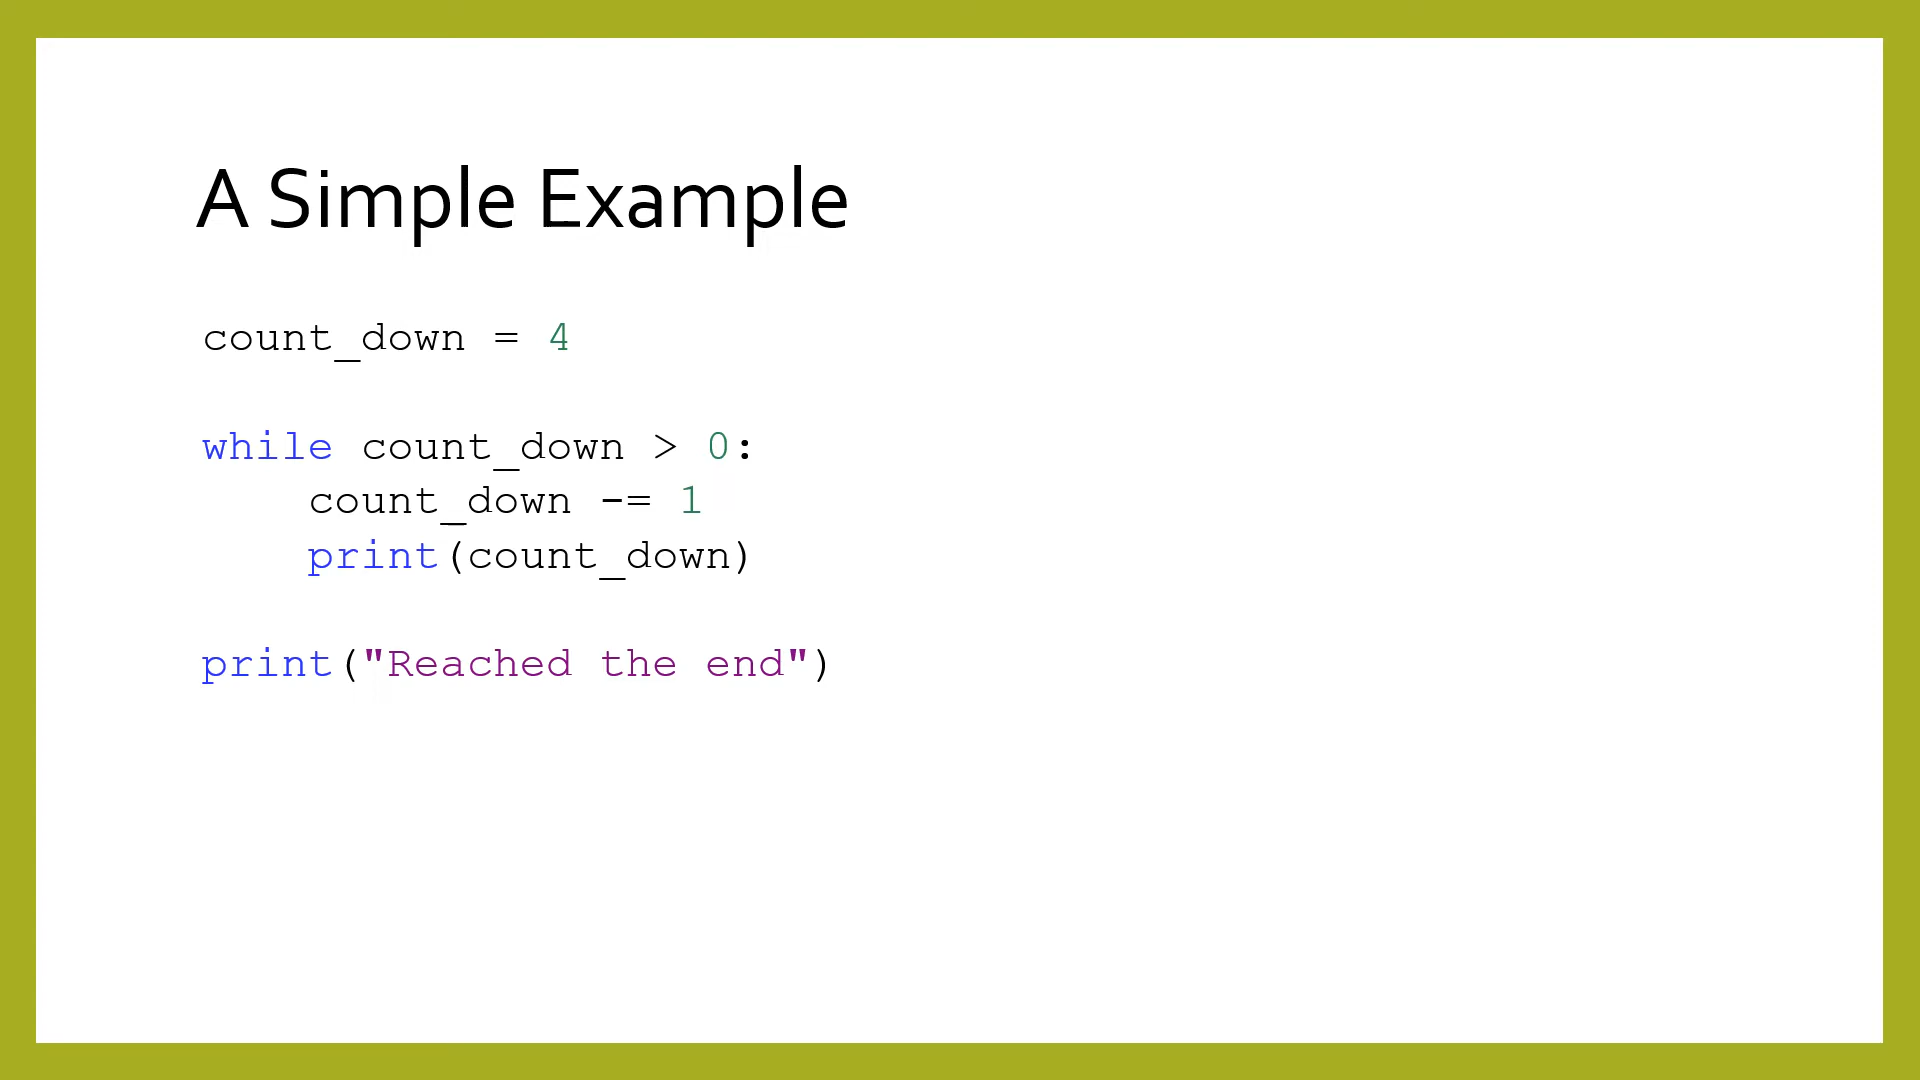 A Simple Example
count_down = 4
while count_down > 0:
    count_down -= 1
    print(count_down)
print("Reached the end")